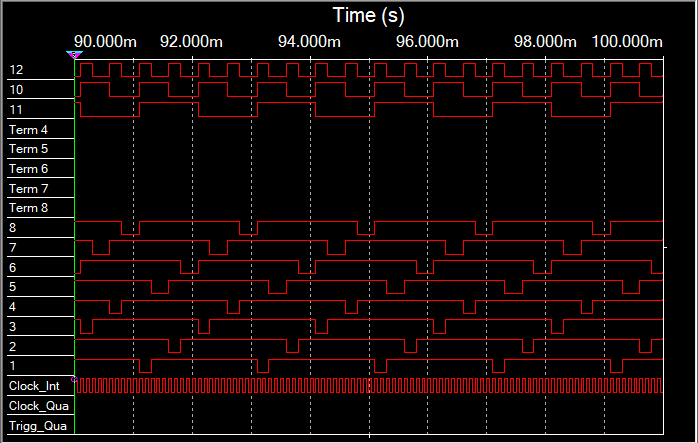 Time (s)
90.000m 92.000m 94.000m 96.000m 98.000m 100.000m
12
10
11
Term 4
Term 5
Term 6
Term 7
Term 8
8
7
6
5
4
3
2
1
Clock_Int
Clock_Qua
Trigg_Qua